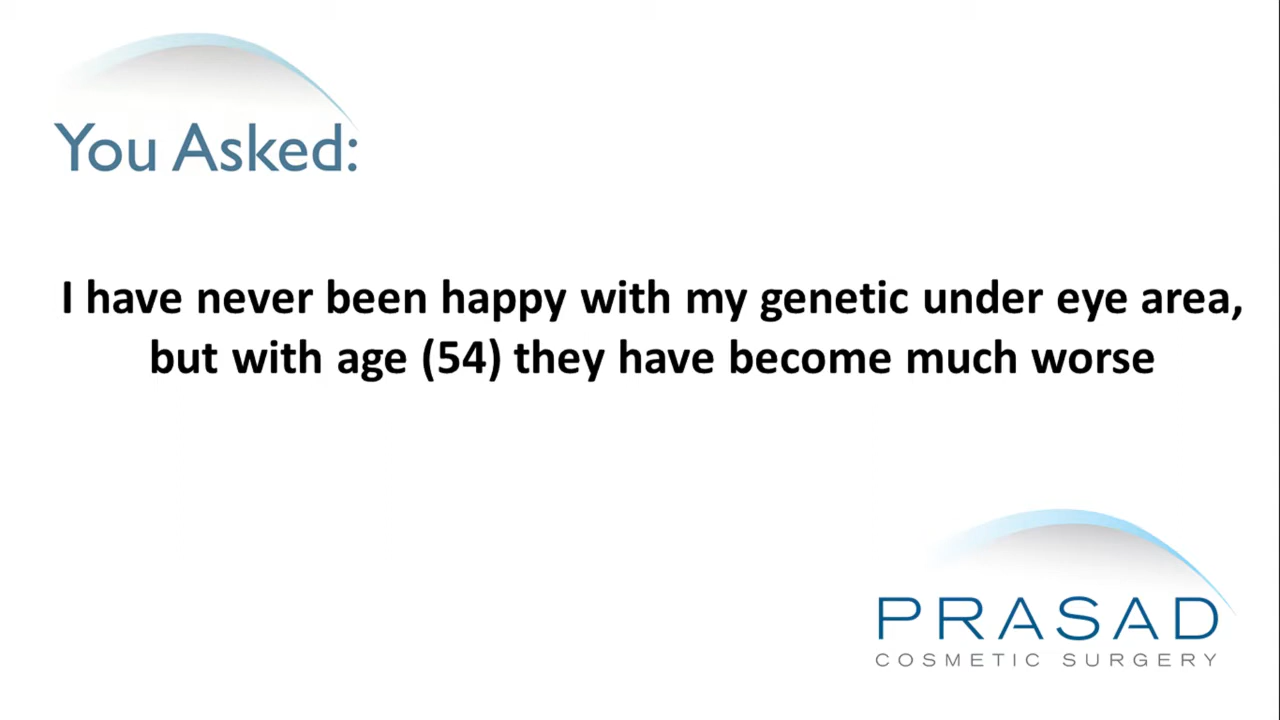 You Asked:
I have never been happy with my genetic under eye area,
but with age (54) they have become much worse
PRASAD
COSMETIC SURGERY